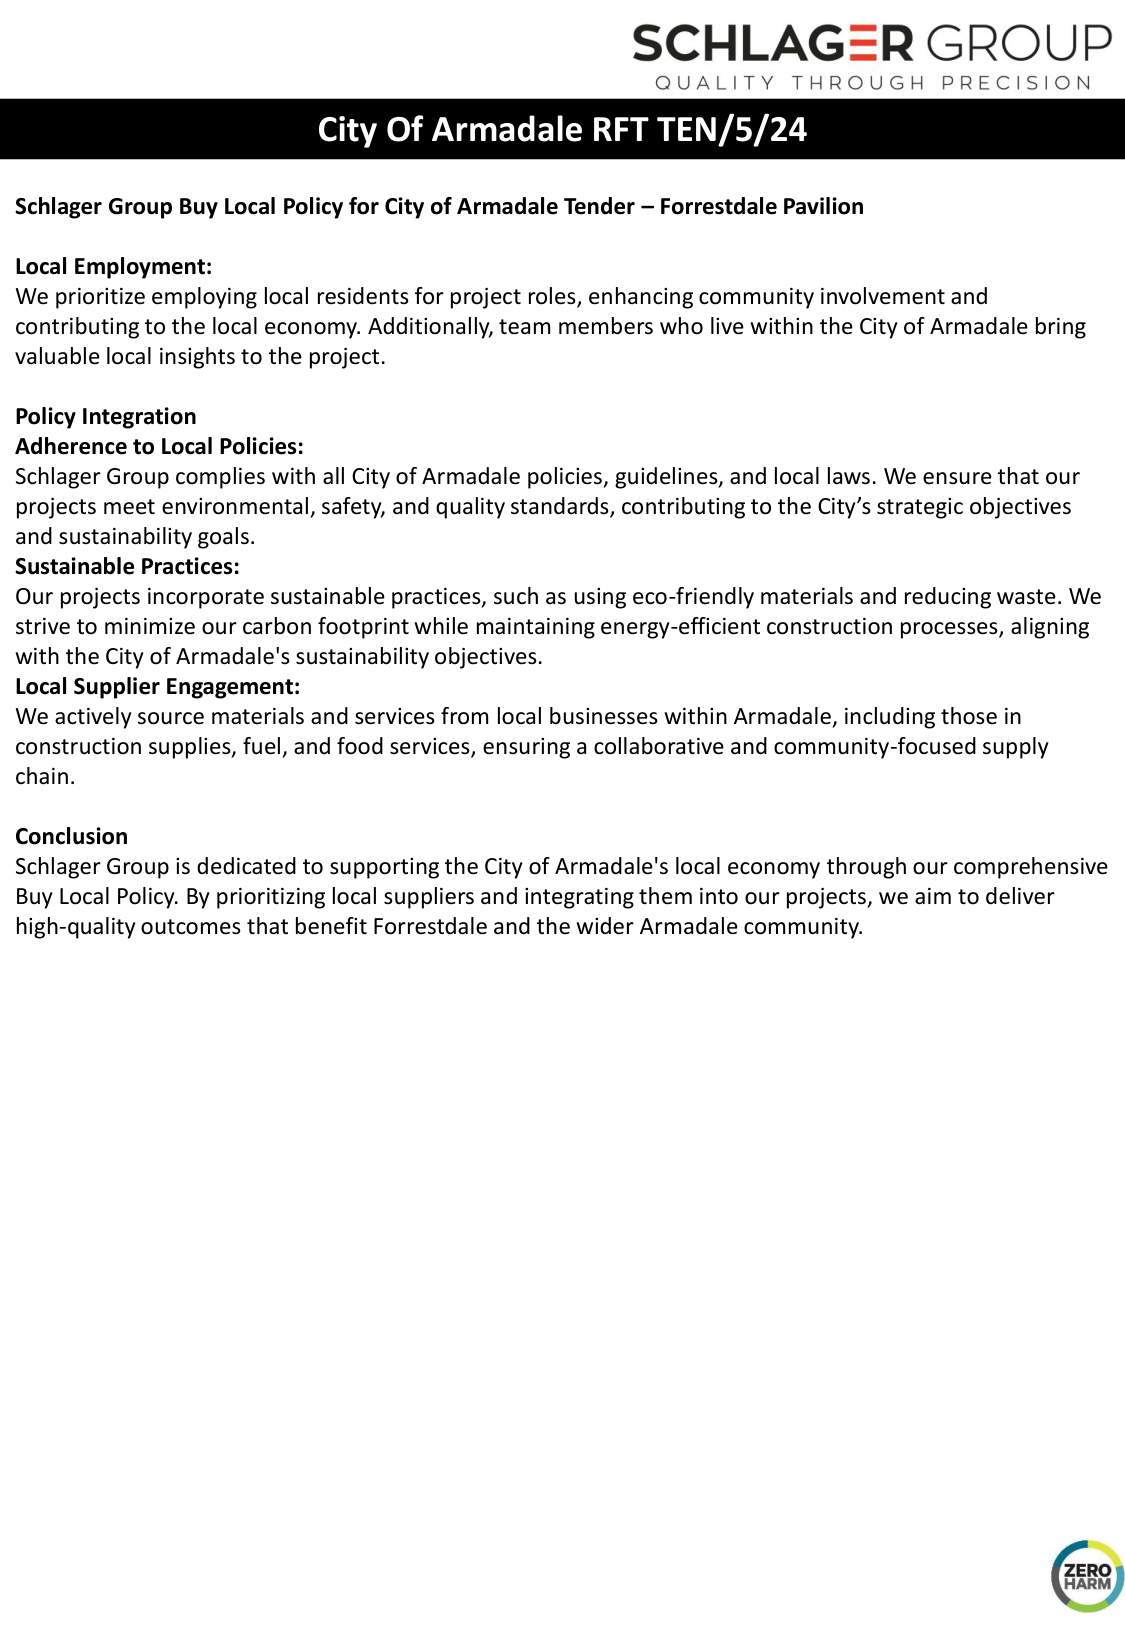 SCHLAGER GROUP
QUALITY THROUGH PRECISION
City Of Armadale RFT TEN/5/24
Schlager Group Buy Local Policy for City of Armadale Tender – Forrestdale Pavilion
Local Employment:
We prioritize employing local residents for project roles, enhancing community involvement and
contributing to the local economy. Additionally, team members who live within the City of Armadale bring
valuable local insights to the project.
Policy Integration
Adherence to Local Policies:
Schlager Group complies with all City of Armadale policies, guidelines, and local laws. We ensure that our
projects meet environmental, safety, and quality standards, contributing to the City’s strategic objectives
and sustainability goals.
Sustainable Practices:
Our projects incorporate sustainable practices, such as using eco-friendly materials and reducing waste. We
strive to minimize our carbon footprint while maintaining energy-efficient construction processes, aligning
with the City of Armadale's sustainability objectives.
Local Supplier Engagement:
We actively source materials and services from local businesses within Armadale, including those in
construction supplies, fuel, and food services, ensuring a collaborative and community-focused supply
chain.
Conclusion
Schlager Group is dedicated to supporting the City of Armadale's local economy through our comprehensive
Buy Local Policy. By prioritizing local suppliers and integrating them into our projects, we aim to deliver
high-quality outcomes that benefit Forrestdale and the wider Armadale community.
ZERO
HARM